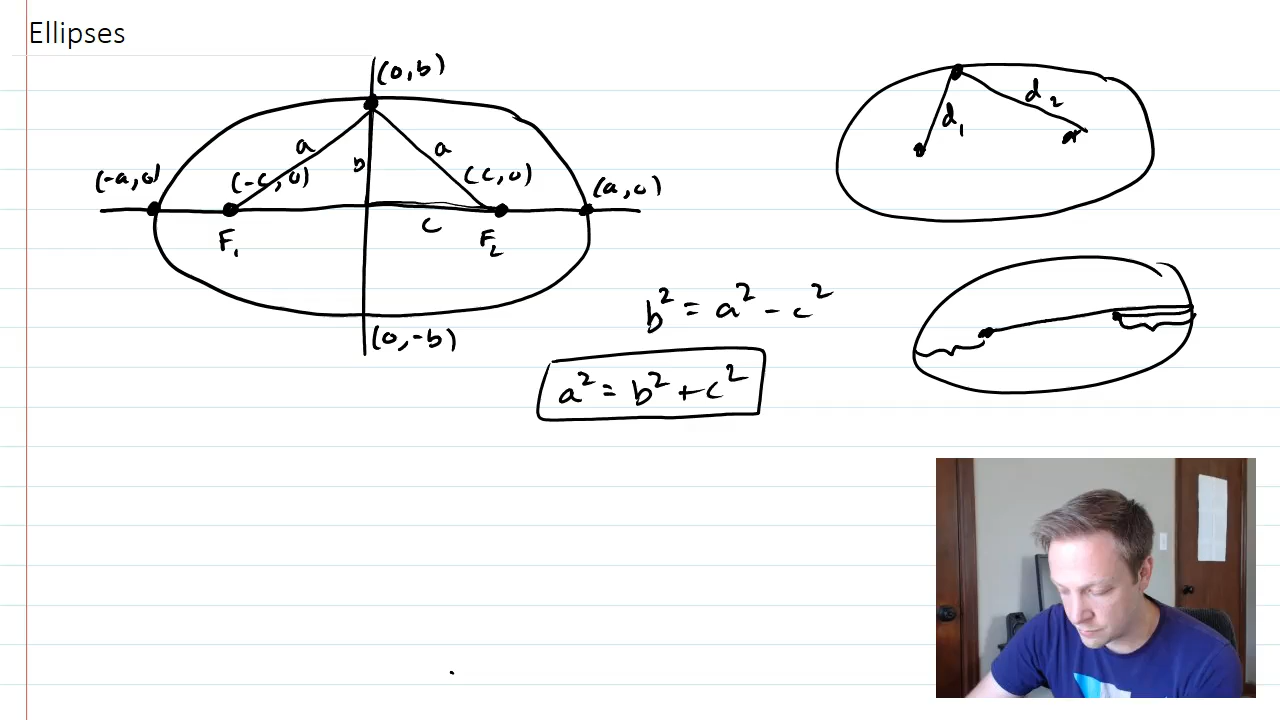 Ellipses
(0,b)
d₁
d₂
a
b
a
(-a,0)
(-c,0)
(c,0)
(a,0)
F₁
c
F₂
(0,-b)
b² = a² - c²
a² = b² + c²